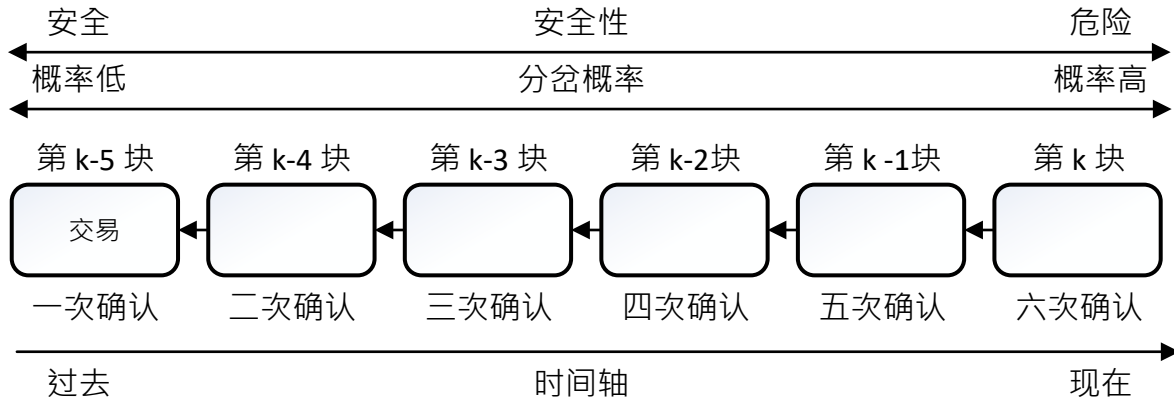 安全 安全性 危险
概率低 分岔概率 概率高
第 k-5 块 第 k-4 块 第 k-3 块 第 k-2块 第 k -1块 第 k 块
交易
一次确认 二次确认 三次确认 四次确认 五次确认 六次确认
过去 时间轴 现在